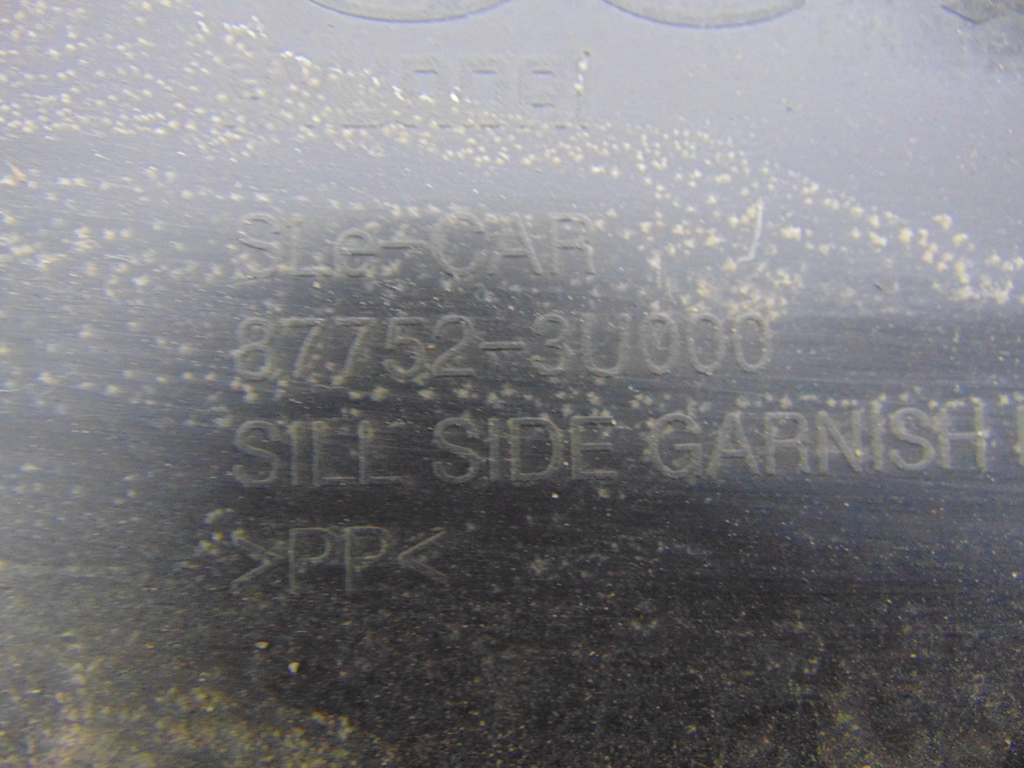 SLe-CAR
87752-3U000
SILL SIDE GARNISH
>PP<